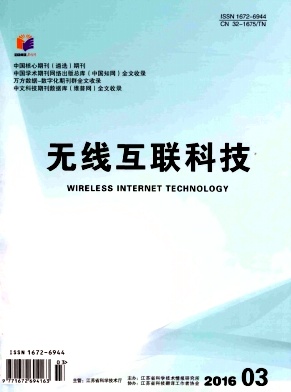 ISSN 1672-6944
CN 32-1675/TN
中国核心期刊（遴选）期刊
中国学术期刊网络出版总库（中国知网）全文收录
万方数据-数字化期刊群全文收录
中文科技期刊数据库（维普网）全文收录
无线互联科技
WIRELESS INTERNET TECHNOLOGY
ISSN 1672-6944
03>
9 771672 694163
主管：江苏省科学技术厅
主办：江苏省科学技术情报研究所
协办：江苏省科技翻译工作者协会
2016 03